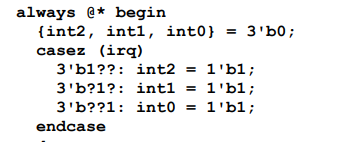 always @* begin
{int2, int1, int0} = 3'b0;
casez (irq)
3'b1??: int2 = 1'b1;
3'b?1?: int1 = 1'b1;
3'b??1: int0 = 1'b1;
endcase